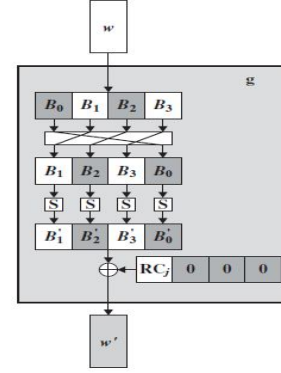 w
g
B₀ B₁ B₂ B₃
B₁ B₂ B₃ B₀
S S S S
B′₁ B′₂ B′₃ B′₀
RCⱼ 0 0 0
w′